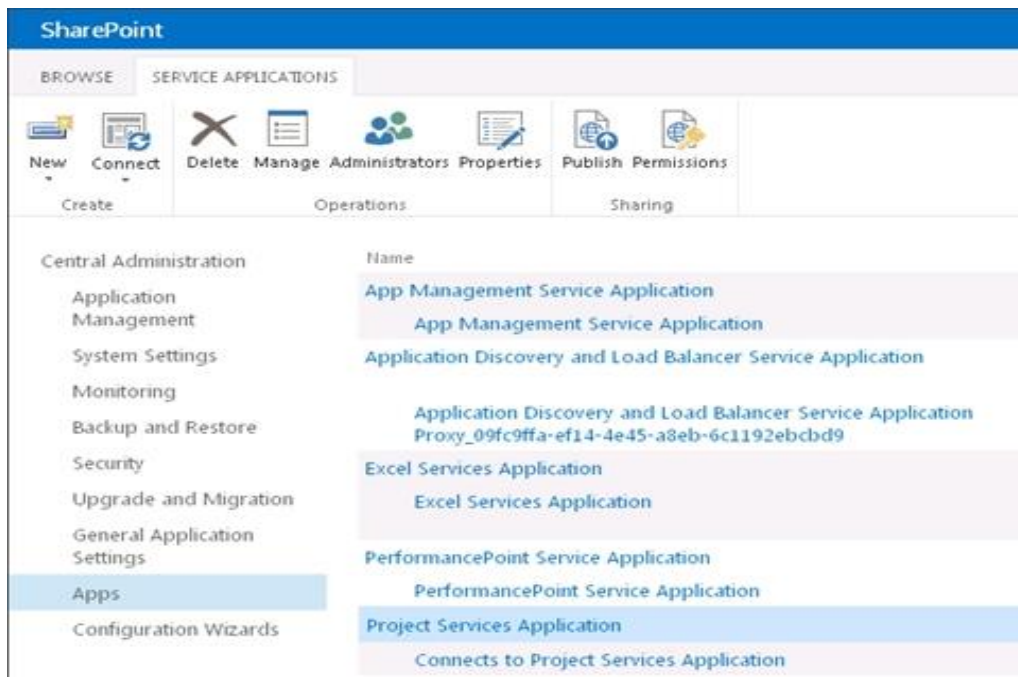 SharePoint
BROWSE SERVICE APPLICATIONS
New Connect Delete Manage Administrators Properties Publish Permissions
Create Operations Sharing
Central Administration
Application
Management
System Settings
Monitoring
Backup and Restore
Security
Upgrade and Migration
General Application
Settings
Apps
Configuration Wizards
Name
App Management Service Application
App Management Service Application
Application Discovery and Load Balancer Service Application
Application Discovery and Load Balancer Service Application
Proxy_09fc9ffa-ef14-4e45-a8eb-6c1192ebcbd9
Excel Services Application
Excel Services Application
PerformancePoint Service Application
PerformancePoint Service Application
Project Services Application
Connects to Project Services Application